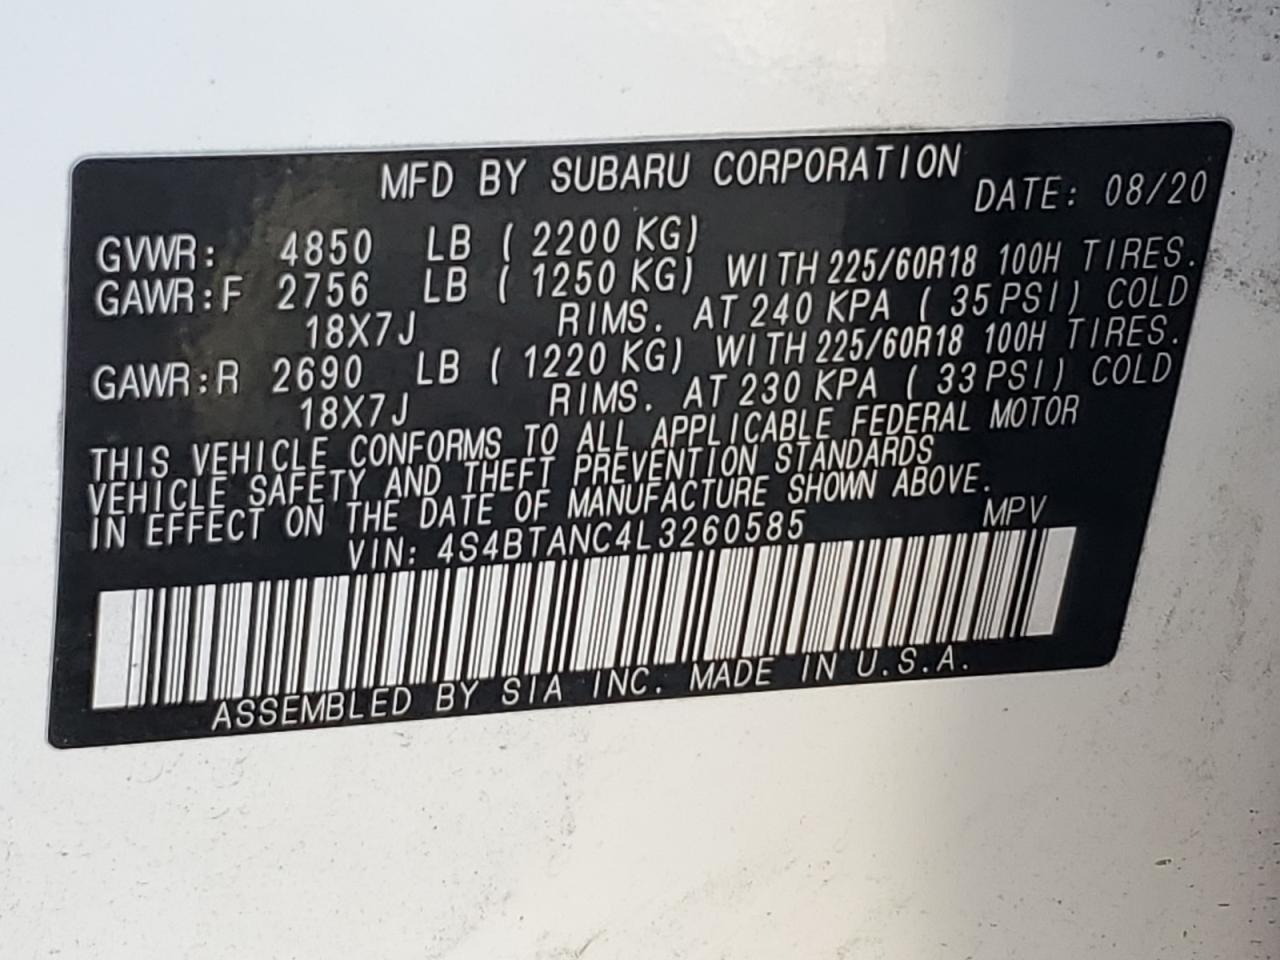 MFD BY SUBARU CORPORATION DATE: 08/20
GVWR: 4850 LB ( 2200 KG)
GAWR:F 2756 LB ( 1250 KG) WITH 225/60R18 100H TIRES.
18X7J RIMS. AT 240 KPA ( 35 PSI) COLD
GAWR:R 2690 LB ( 1220 KG) WITH 225/60R18 100H TIRES.
18X7J RIMS. AT 230 KPA ( 33 PSI) COLD
THIS VEHICLE CONFORMS TO ALL APPLICABLE FEDERAL MOTOR
VEHICLE SAFETY AND THEFT PREVENTION STANDARDS
IN EFFECT ON THE DATE OF MANUFACTURE SHOWN ABOVE.
VIN: 4S4BTANC4L3260585 MPV
ASSEMBLED BY SIA INC. MADE IN U.S.A.